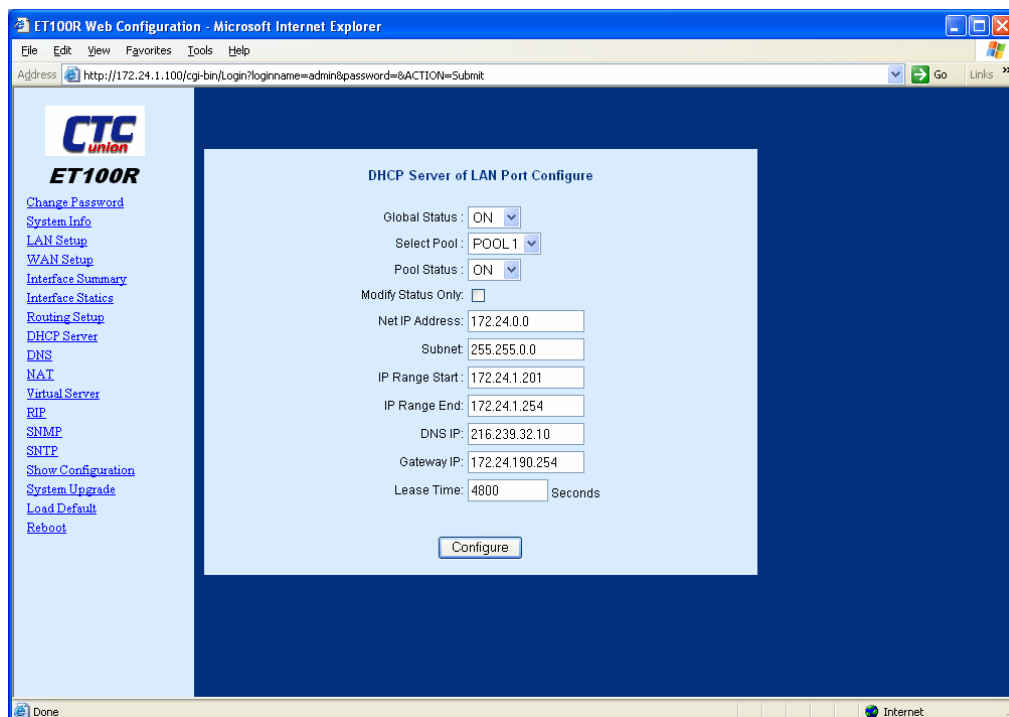 ET100R Web Configuration - Microsoft Internet Explorer
File Edit View Favorites Tools Help
Address http://172.24.1.100/cgi-bin/Login?loginname=admin&password=&ACTION=Submit Go Links »
CTC
union
ET100R
Change Password
System Info
LAN Setup
WAN Setup
Interface Summary
Interface Statics
Routing Setup
DHCP Server
DNS
NAT
Virtual Server
RIP
SNMP
SNTP
Show Configuration
System Upgrade
Load Default
Reboot
DHCP Server of LAN Port Configure
Global Status : ON
Select Pool : POOL 1
Pool Status : ON
Modify Status Only:
Net IP Address: 172.24.0.0
Subnet: 255.255.0.0
IP Range Start : 172.24.1.201
IP Range End: 172.24.1.254
DNS IP: 216.239.32.10
Gateway IP: 172.24.190.254
Lease Time: 4800 Seconds
Configure
Done Internet